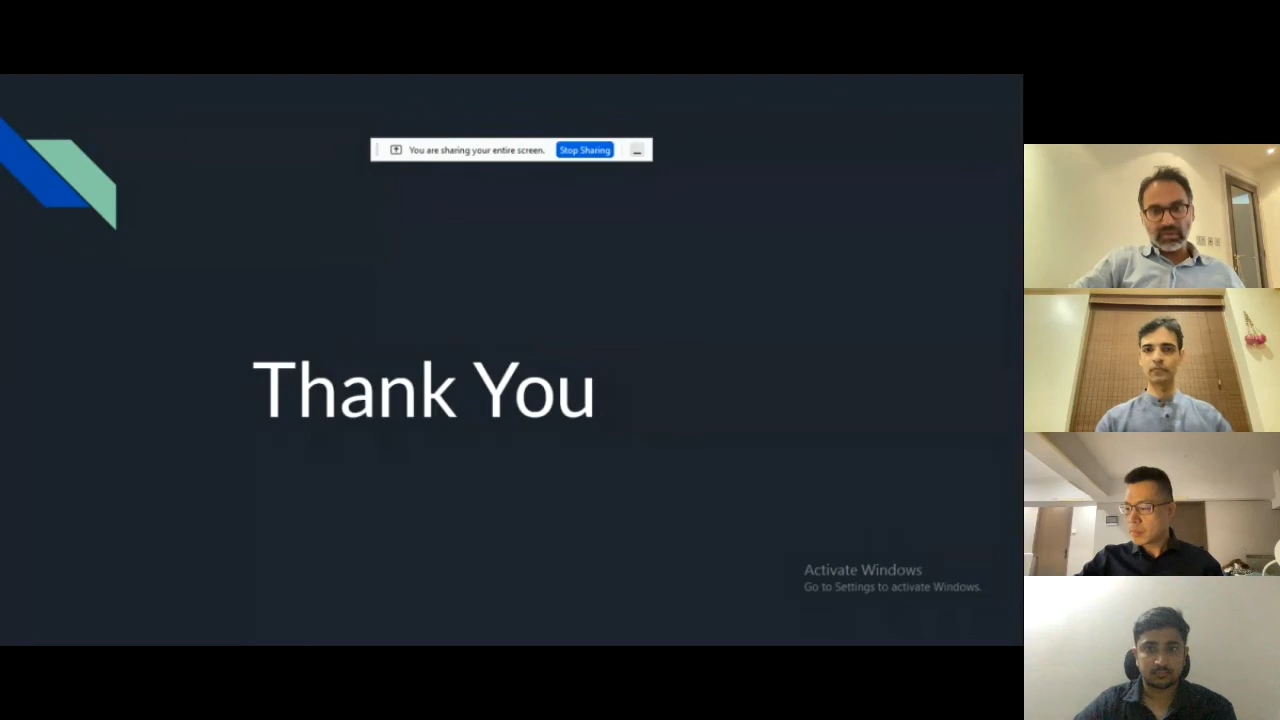 You are sharing your entire screen. Stop Sharing
Thank You
Activate Windows
Go to Settings to activate Windows.